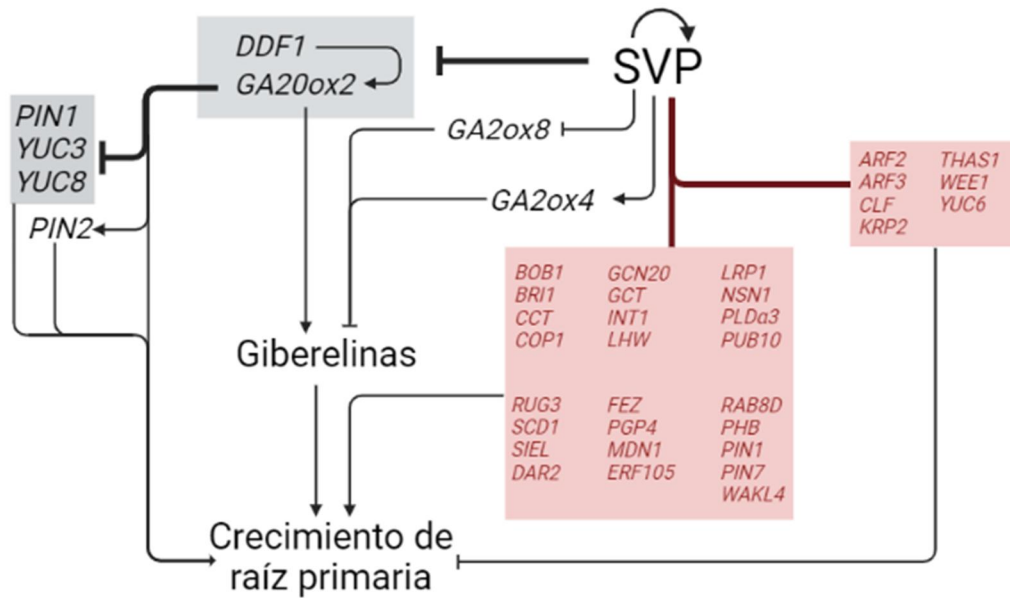 DDF1
GA20ox2
SVP
PIN1
YUC3
YUC8
PIN2
GA2ox8
GA2ox4
ARF2 THAS1
ARF3 WEE1
CLF YUC6
KRP2
BOB1 GCN20 LRP1
BRI1 GCT NSN1
CCT INT1 PLDα3
COP1 LHW PUB10
Giberelinas
RUG3 FEZ RAB8D
SCD1 PGP4 PHB
SIEL MDN1 PIN1
DAR2 ERF105 PIN7
WAKL4
Crecimiento de
raíz primaria